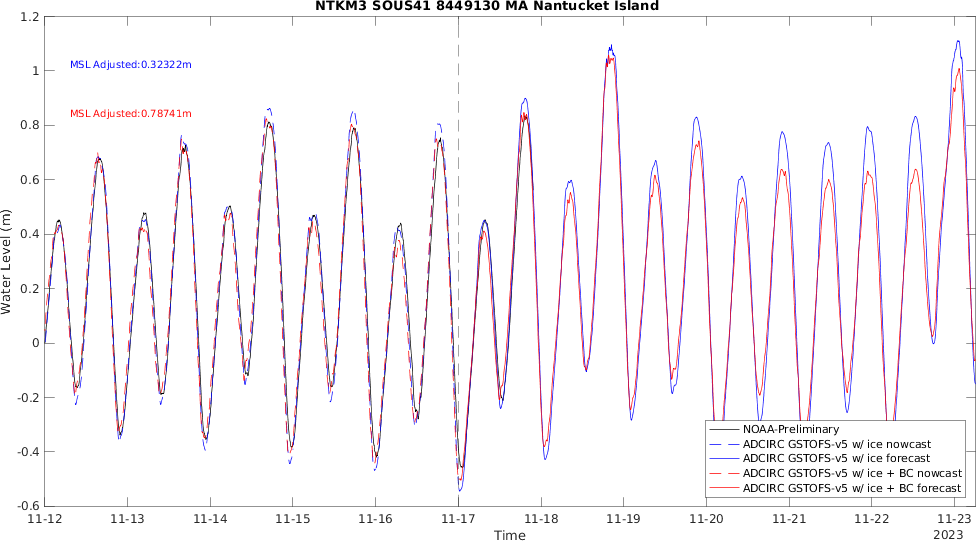 NTKM3 SOUS41 8449130 MA Nantucket Island
1.2
1
0.8
0.6
0.4
0.2
0
-0.2
-0.4
-0.6
Water Level (m)
MSL Adjusted:0.32322m
MSL Adjusted:0.78741m
NOAA-Preliminary
ADCIRC GSTOFS-v5 w/ ice nowcast
ADCIRC GSTOFS-v5 w/ ice forecast
ADCIRC GSTOFS-v5 w/ ice + BC nowcast
ADCIRC GSTOFS-v5 w/ ice + BC forecast
11-12 11-13 11-14 11-15 11-16 11-17 11-18 11-19 11-20 11-21 11-22 11-23
Time
2023